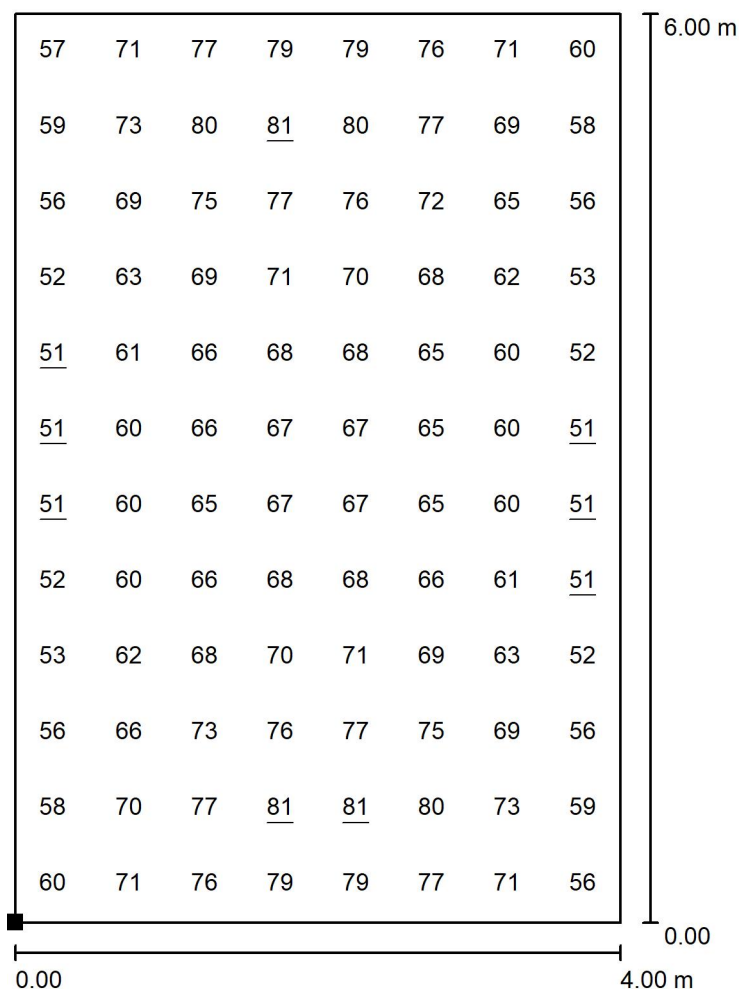 6.00 m
57 71 77 79 79 76 71 60
59 73 80 81 80 77 69 58
56 69 75 77 76 72 65 56
52 63 69 71 70 68 62 53
51 61 66 68 68 65 60 52
51 60 66 67 67 65 60 51
51 60 65 67 67 65 60 51
52 60 66 68 68 66 61 51
53 62 68 70 71 69 63 52
56 66 73 76 77 75 69 56
58 70 77 81 81 80 73 59
60 71 76 79 79 77 71 56
0.00
0.00 4.00 m